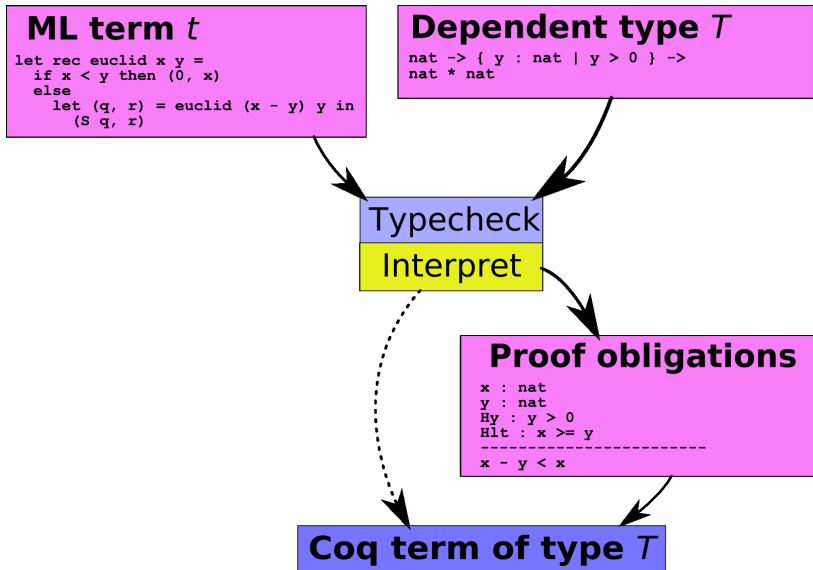 ML term t
let rec euclid x y =
  if x < y then (0, x)
  else
    let (q, r) = euclid (x - y) y in
      (S q, r)
Dependent type T
nat -> { y : nat | y > 0 } ->
nat * nat
Typecheck
Interpret
Proof obligations
x : nat
y : nat
Hy : y > 0
Hlt : x >= y
------------------------
x - y < x
Coq term of type T